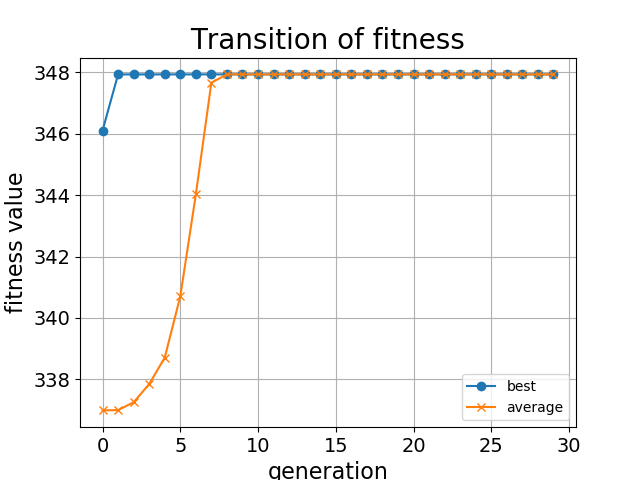 Transition of fitness
348
346
344
342
340
338
fitness value
0 5 10 15 20 25 30
generation
best
average